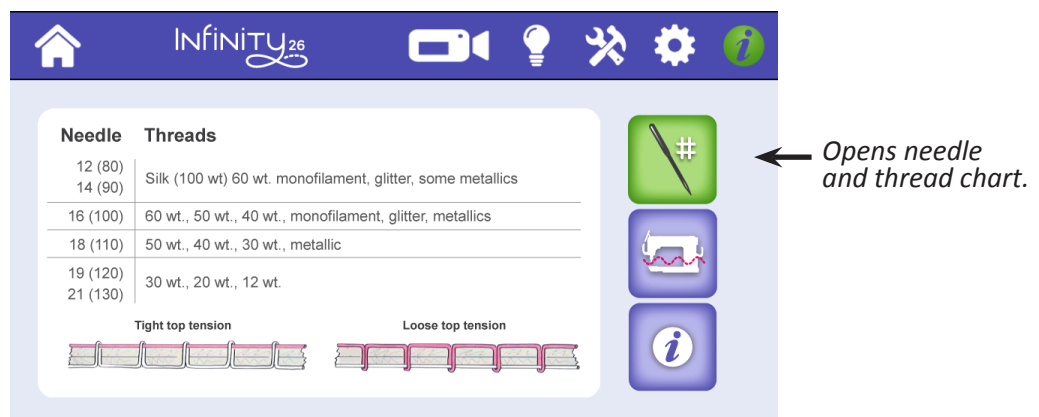 Infinity 26
Needle Threads
12 (80)
14 (90)
Silk (100 wt) 60 wt. monofilament, glitter, some metallics
16 (100) 60 wt., 50 wt., 40 wt., monofilament, glitter, metallics
18 (110) 50 wt., 40 wt., 30 wt., metallic
19 (120)
21 (130)
30 wt., 20 wt., 12 wt.
Tight top tension Loose top tension
i
#
i
Opens needle
and thread chart.